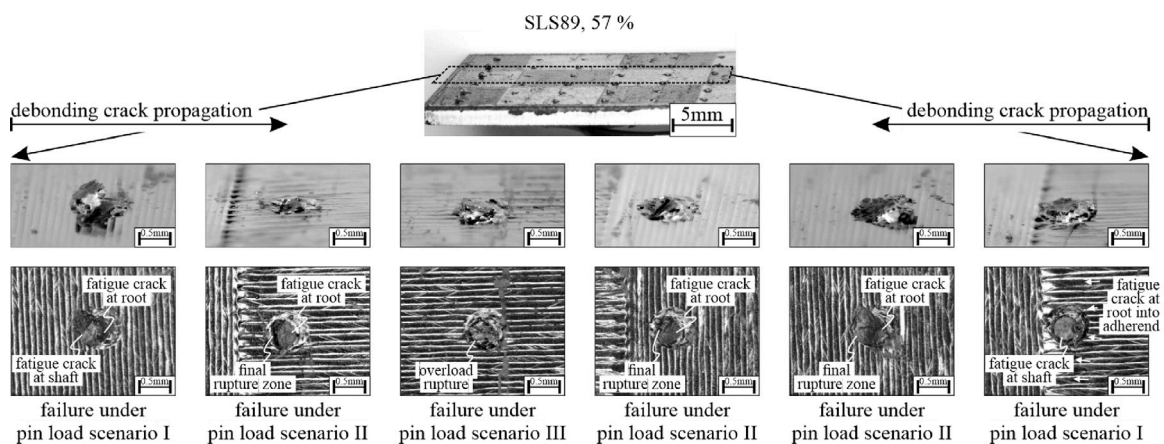 SLS89, 57 %
5mm
debonding crack propagation
debonding crack propagation
0.5mm
0.5mm
0.5mm
0.5mm
0.5mm
0.5mm
fatigue crack
at root
fatigue crack
at shaft
0.5mm
fatigue crack
at root
final
rupture zone
0.5mm
overload
rupture
0.5mm
fatigue crack
at root
final
rupture zone
0.5mm
fatigue crack
at root
final
rupture zone
0.5mm
fatigue
crack at
root into
adherend
fatigue crack
at shaft
0.5mm
failure under
pin load scenario I
failure under
pin load scenario II
failure under
pin load scenario III
failure under
pin load scenario II
failure under
pin load scenario II
failure under
pin load scenario I